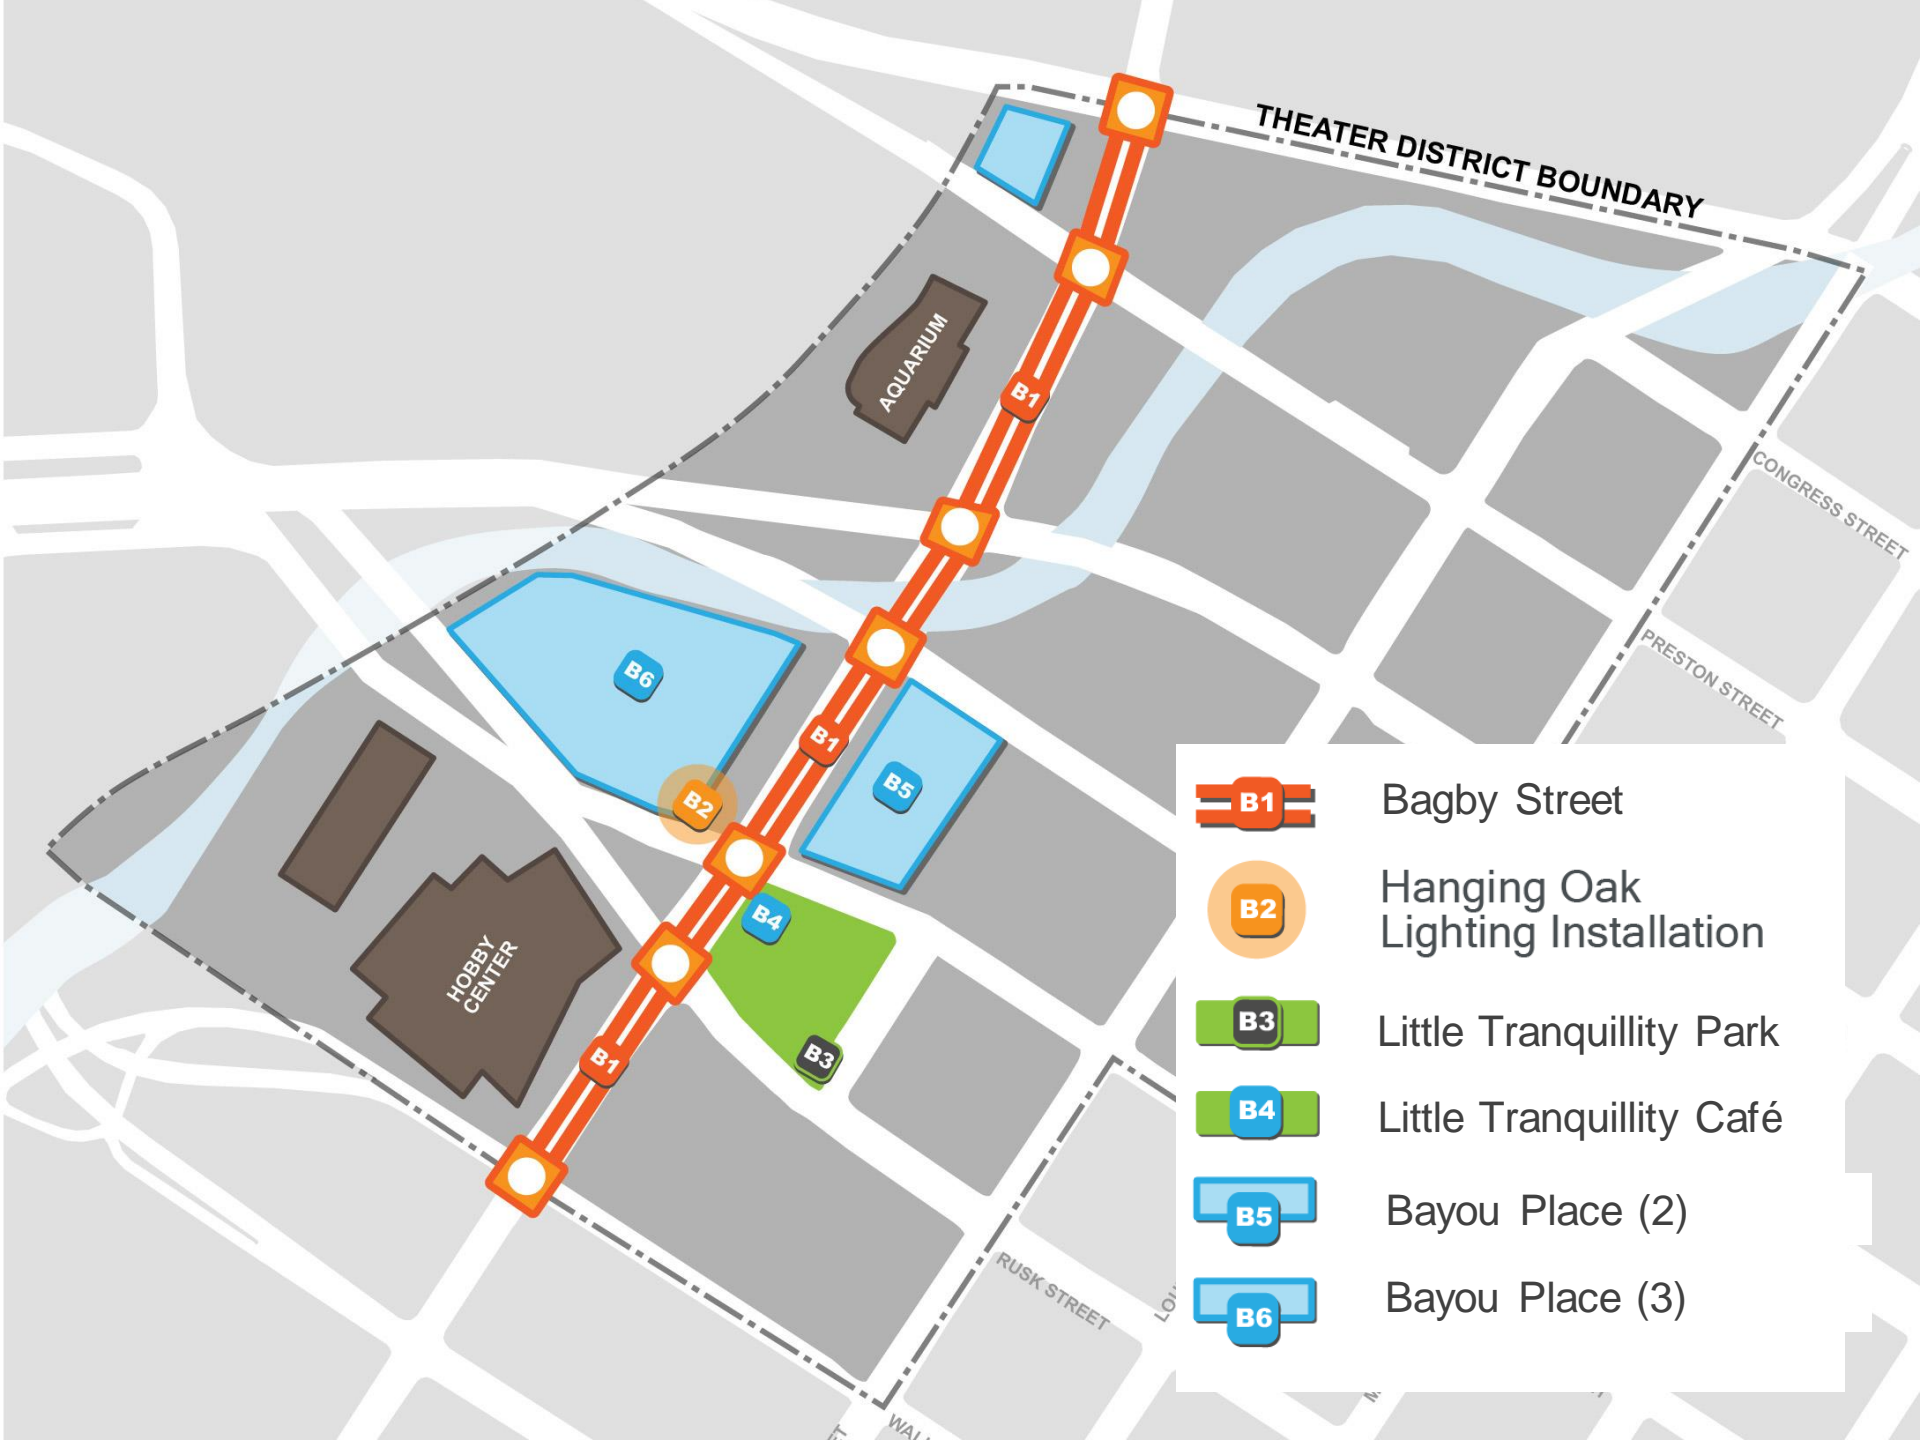 THEATER DISTRICT BOUNDARY
AQUARIUM
B1
CONGRESS STREET
PRESTON STREET
B6
B1
B2
B5
B4
HOBBY
CENTER
B3
B1
RUSK STREET
B1 Bagby Street
B2 Hanging Oak
Lighting Installation
B3 Little Tranquillity Park
B4 Little Tranquillity Café
B5 Bayou Place (2)
B6 Bayou Place (3)